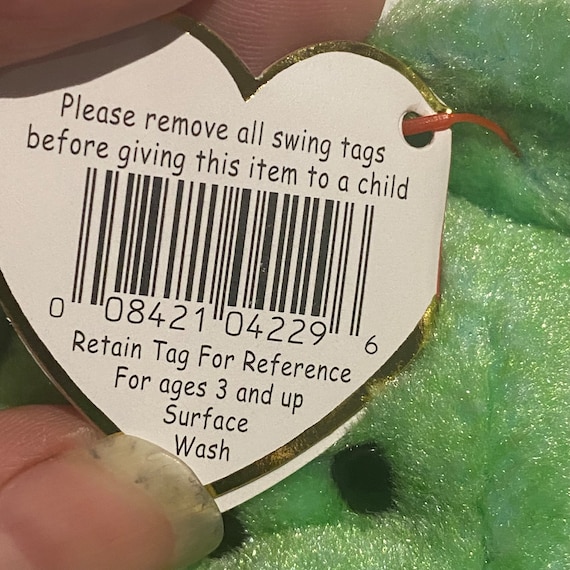 Please remove all swing tags
before giving this item to a child
0 08421 04229 6
Retain Tag For Reference
For ages 3 and up
Surface
Wash